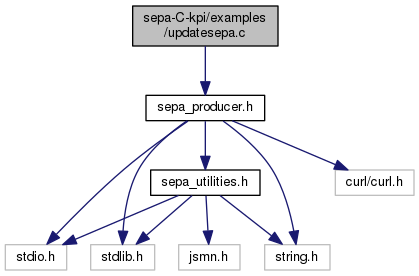 sepa-C-kpi/examples
/updatesepa.c
sepa_producer.h
sepa_utilities.h
curl/curl.h
stdio.h
stdlib.h
jsmn.h
string.h